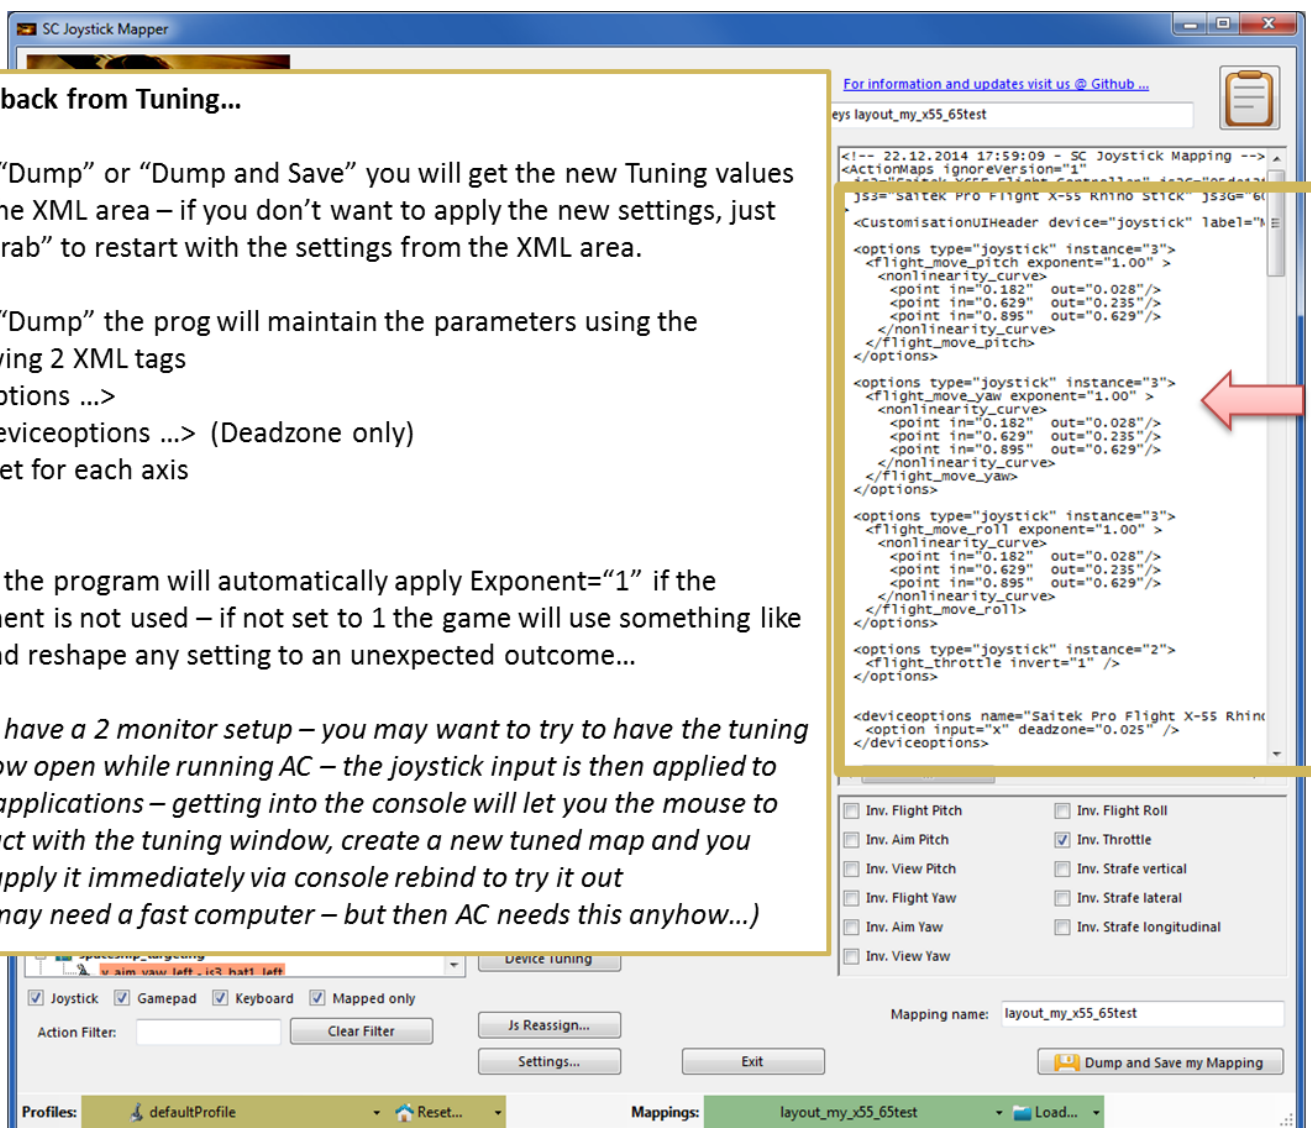 SC Joystick Mapper
back from Tuning...
For information and updates visit us @ Github ...
eys layout_my_x55_65test
"Dump" or "Dump and Save" you will get the new Tuning values
ne XML area – if you don't want to apply the new settings, just
rab" to restart with the settings from the XML area.
"Dump" the prog will maintain the parameters using the
ving 2 XML tags
ptions ...>
eviceoptions ...> (Deadzone only)
et for each axis
the program will automatically apply Exponent="1" if the
nent is not used – if not set to 1 the game will use something like
nd reshape any setting to an unexpected outcome...
have a 2 monitor setup – you may want to try to have the tuning
ow open while running AC – the joystick input is then applied to
applications – getting into the console will let you the mouse to
act with the tuning window, create a new tuned map and you
apply it immediately via console rebind to try it out
may need a fast computer – but then AC needs this anyhow...)
<!-- 22.12.2014 17:59:09 - SC Joystick Mapping -->
<ActionMaps ignoreVersion="1"
js3="Saitek Pro Flight X-55 Rhino Stick" js3G="6(
>
<CustomisationUIHeader device="joystick" label="M
<options type="joystick" instance="3">
<flight_move_pitch exponent="1.00" >
<nonlinearity_curve>
<point in="0.182" out="0.028"/>
<point in="0.629" out="0.235"/>
<point in="0.895" out="0.629"/>
</nonlinearity_curve>
</flight_move_pitch>
</options>
<options type="joystick" instance="3">
<flight_move_yaw exponent="1.00" >
<nonlinearity_curve>
<point in="0.182" out="0.028"/>
<point in="0.629" out="0.235"/>
<point in="0.895" out="0.629"/>
</nonlinearity_curve>
</flight_move_yaw>
</options>
<options type="joystick" instance="3">
<flight_move_roll exponent="1.00" >
<nonlinearity_curve>
<point in="0.182" out="0.028"/>
<point in="0.629" out="0.235"/>
<point in="0.895" out="0.629"/>
</nonlinearity_curve>
</flight_move_roll>
</options>
<options type="joystick" instance="2">
<flight_throttle invert="1" />
</options>
<deviceoptions name="Saitek Pro Flight X-55 Rhino
<option input="x" deadzone="0.025" />
</deviceoptions>
Inv. Flight Pitch Inv. Flight Roll
Inv. Aim Pitch Inv. Throttle
Inv. View Pitch Inv. Strafe vertical
Inv. Flight Yaw Inv. Strafe lateral
Inv. Aim Yaw Inv. Strafe longitudinal
Inv. View Yaw
spaceship_targeting
v_aim_yaw_left - js3_hat1_left
Device Tuning
Joystick Gamepad Keyboard Mapped only
Action Filter: Clear Filter
Js Reassign...
Settings...
Exit
Mapping name: layout_my_x55_65test
Dump and Save my Mapping
Profiles: defaultProfile Reset... Mappings: layout_my_x55_65test Load...